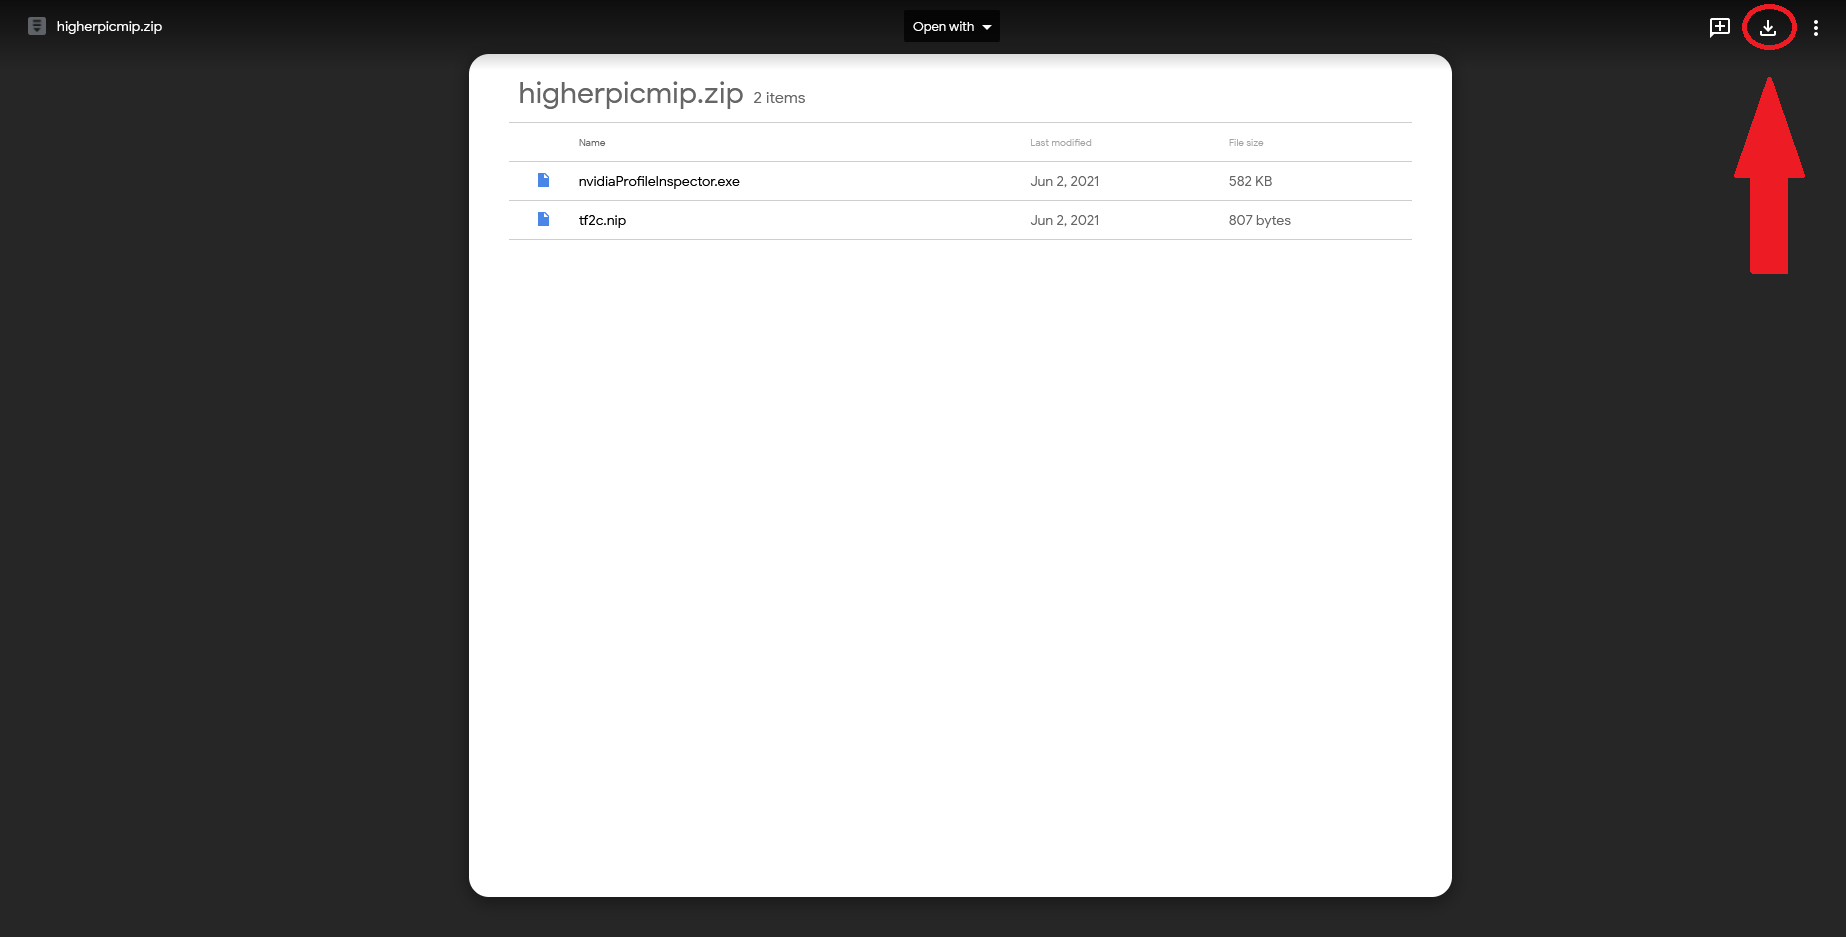 higherpicmip.zip
Open with
higherpicmip.zip 2 items
Name Last modified File size
nvidiaProfileInspector.exe Jun 2, 2021 582 KB
tf2c.nip Jun 2, 2021 807 bytes